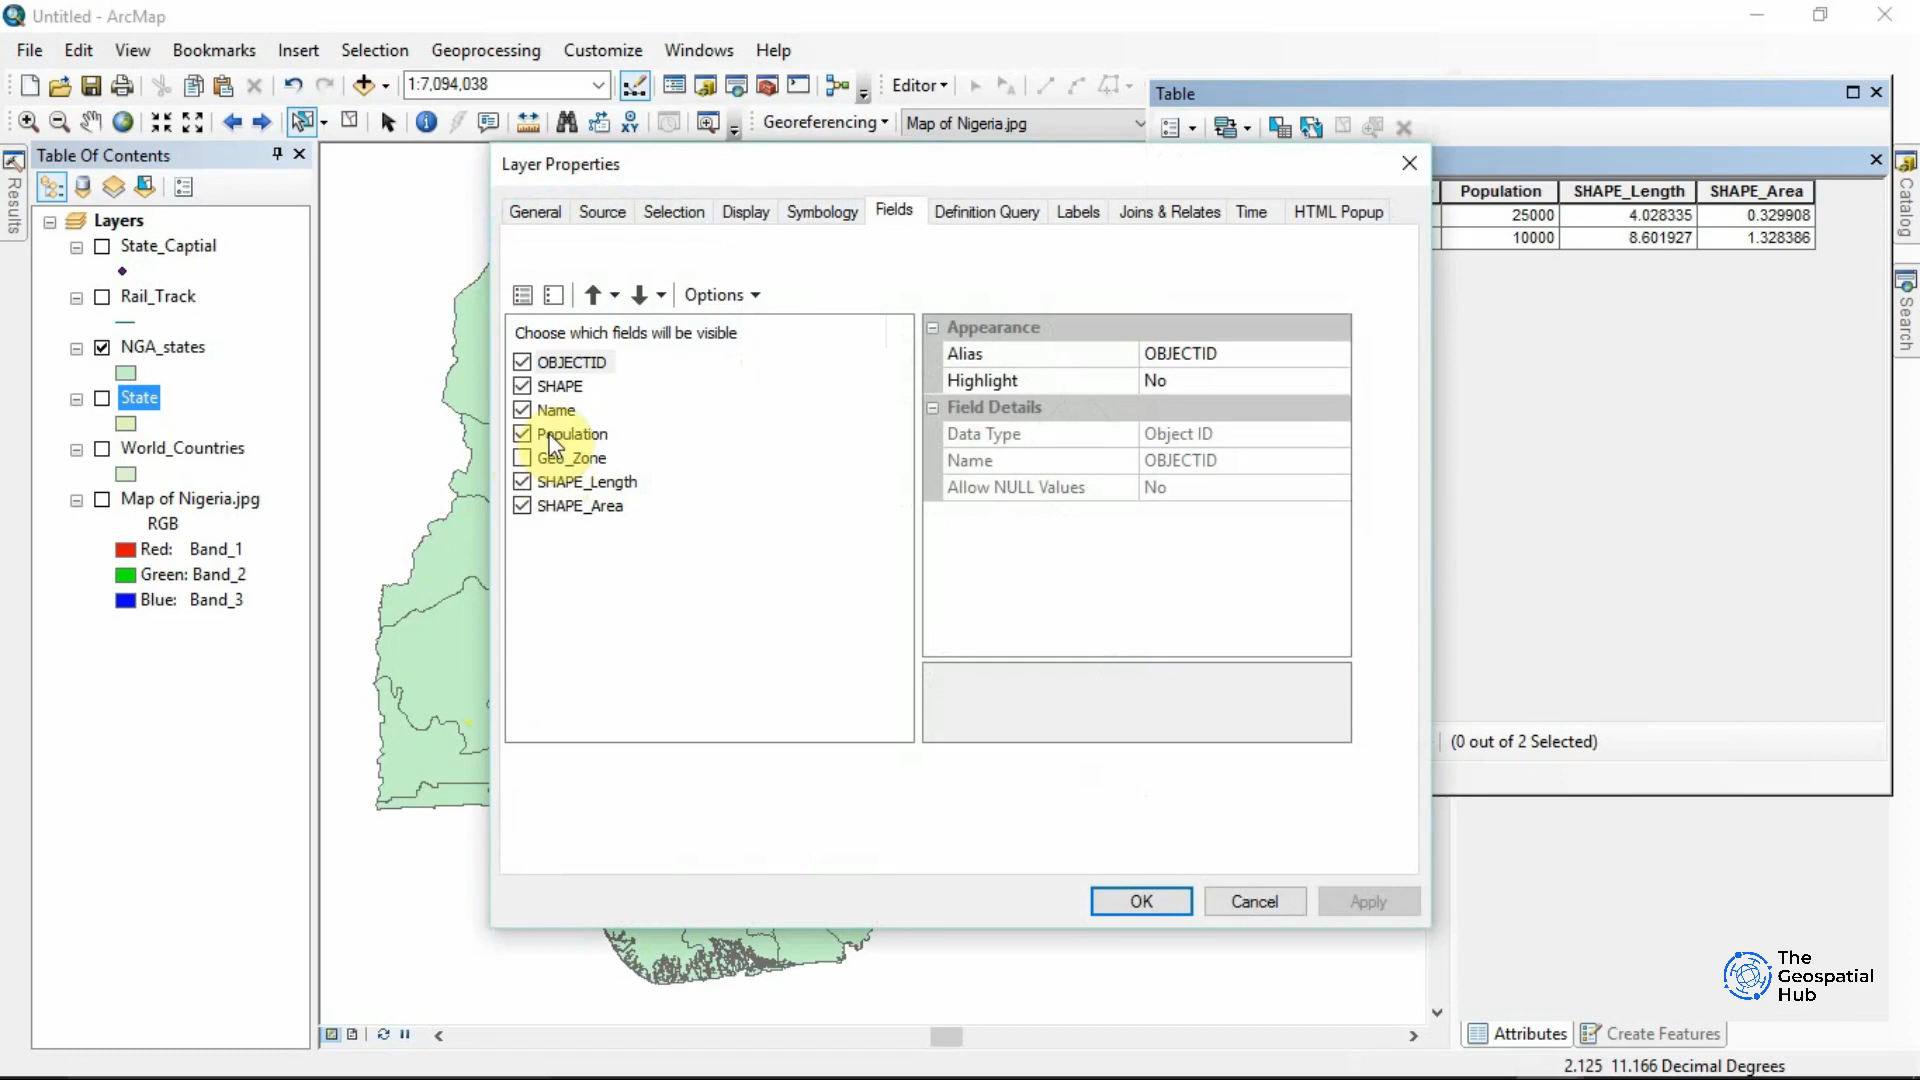 Untitled - ArcMap
File Edit View Bookmarks Insert Selection Geoprocessing Customize Windows Help
1:7,094,038 Editor
Georeferencing Map of Nigeria.jpg
Table
Results
Table Of Contents
Layers
State_Captial
Rail_Track
NGA_states
State
World_Countries
Map of Nigeria.jpg
RGB
Red: Band_1
Green: Band_2
Blue: Band_3
Layer Properties
General Source Selection Display Symbology Fields Definition Query Labels Joins & Relates Time HTML Popup
Options
Choose which fields will be visible
OBJECTID
SHAPE
Name
Population
Geo_Zone
SHAPE_Length
SHAPE_Area
Appearance
Alias OBJECTID
Highlight No
Field Details
Data Type Object ID
Name OBJECTID
Allow NULL Values No
OK Cancel Apply
Population SHAPE_Length SHAPE_Area
25000 4.028335 0.329908
10000 8.601927 1.328386
(0 out of 2 Selected)
Catalog
Search
The
Geospatial
Hub
Attributes Create Features
2.125 11.166 Decimal Degrees